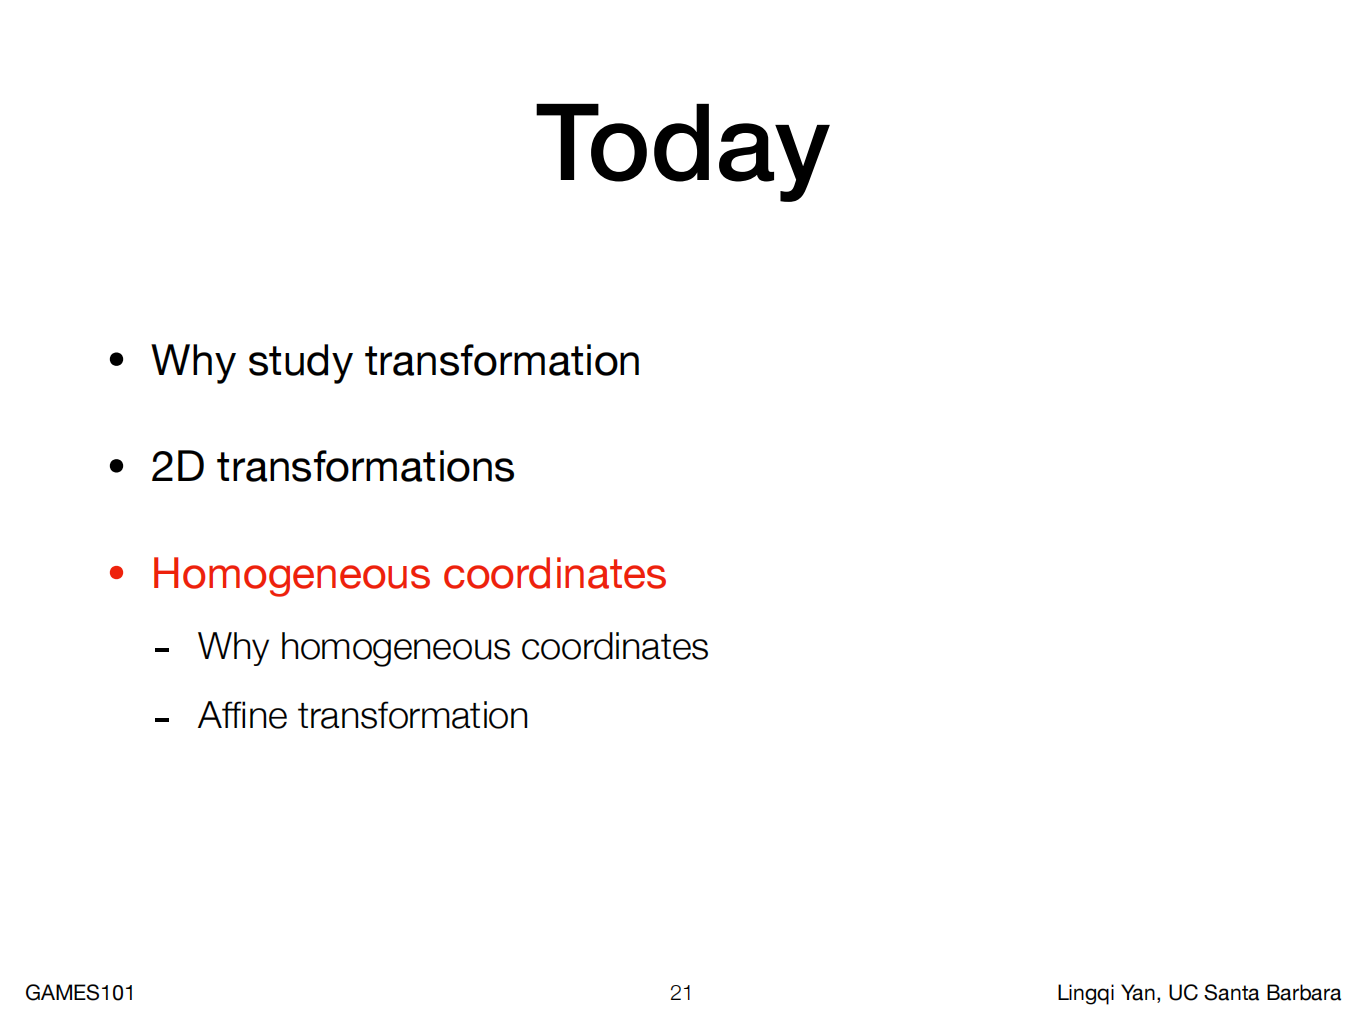 Today
• Why study transformation
• 2D transformations
• Homogeneous coordinates
- Why homogeneous coordinates
- Affine transformation
GAMES101
21
Lingqi Yan, UC Santa Barbara